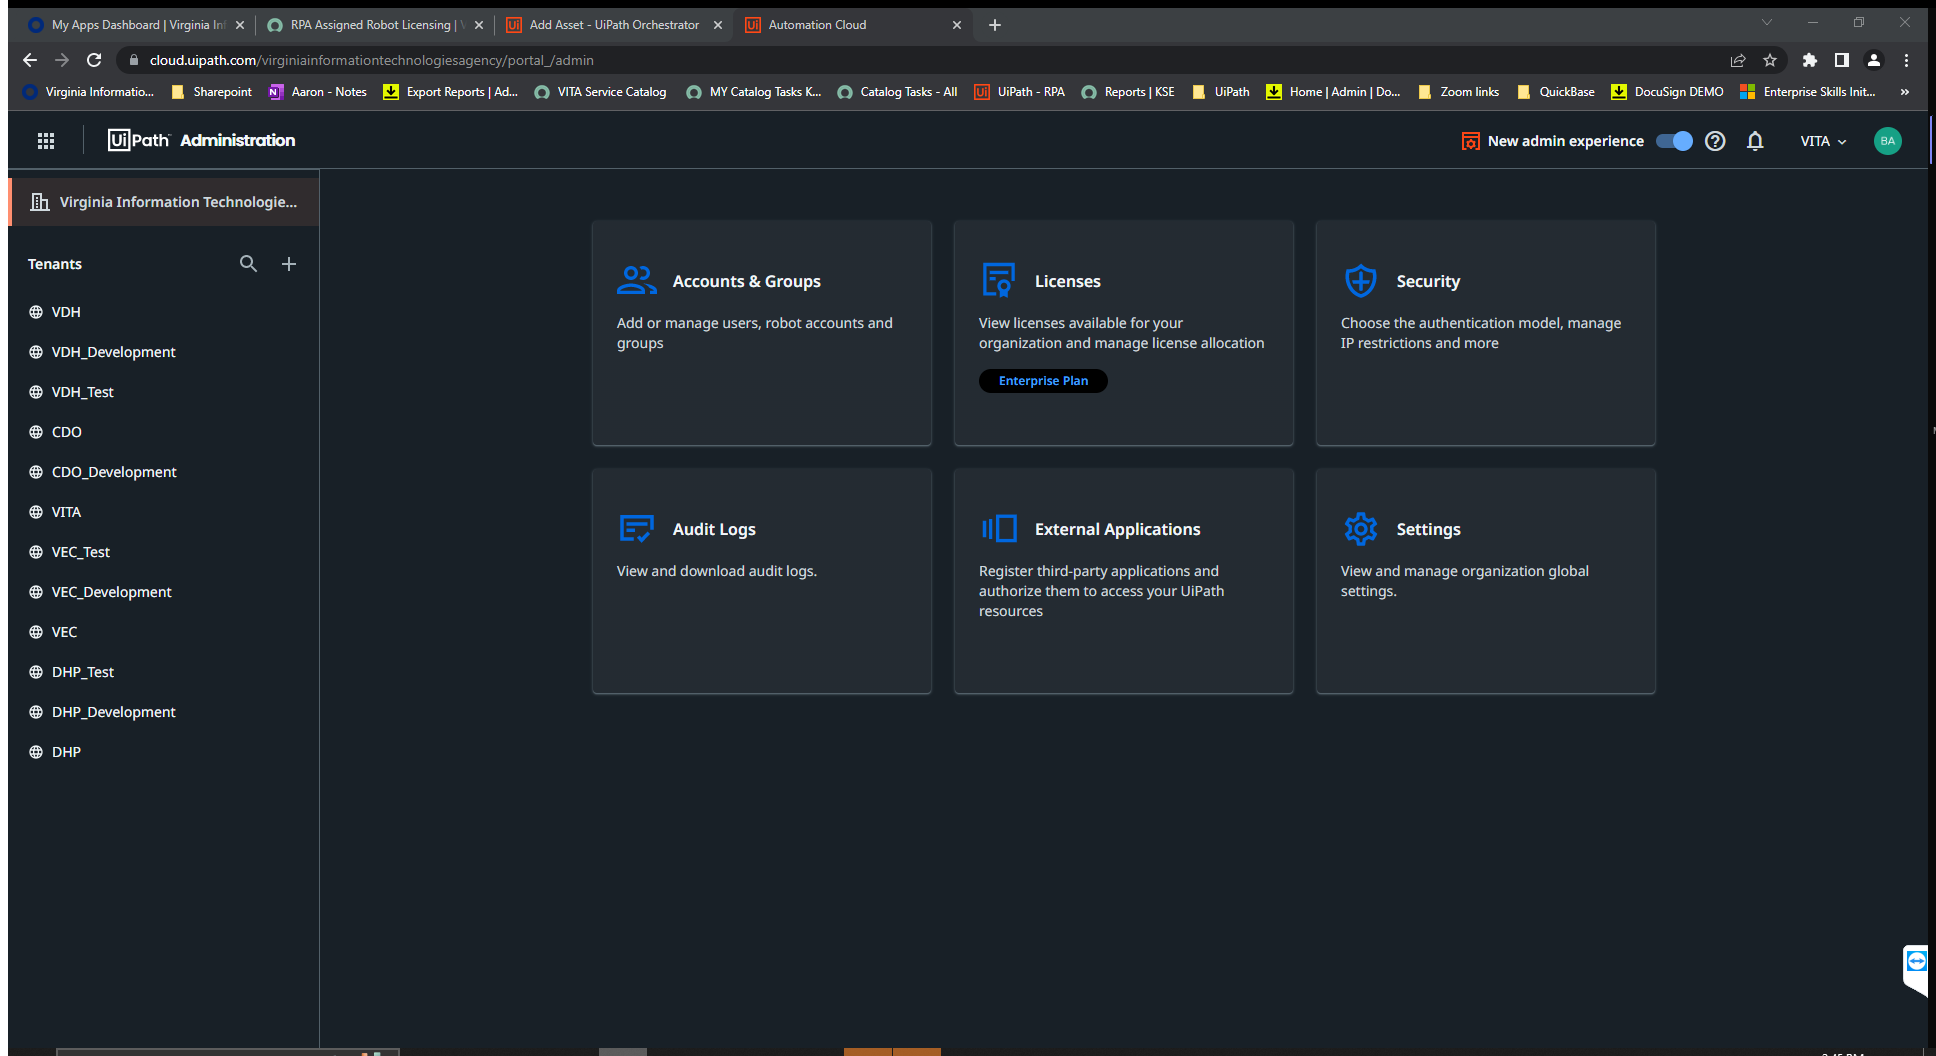 My Apps Dashboard | Virginia Inf
RPA Assigned Robot Licensing |
Add Asset - UiPath Orchestrator
Automation Cloud
cloud.uipath.com/virginiainformationtechnologiesagency/portal_/admin
Virginia Informatio...
Sharepoint
Aaron - Notes
Export Reports | Ad...
VITA Service Catalog
MY Catalog Tasks K...
Catalog Tasks - All
UiPath - RPA
Reports | KSE
UiPath
Home | Admin | Do...
Zoom links
QuickBase
DocuSign DEMO
Enterprise Skills Init...
»
UiPath Administration
New admin experience
VITA
BA
Virginia Information Technologie...
Tenants
VDH
VDH_Development
VDH_Test
CDO
CDO_Development
VITA
VEC_Test
VEC_Development
VEC
DHP_Test
DHP_Development
DHP
Accounts & Groups
Add or manage users, robot accounts and
groups
Licenses
View licenses available for your
organization and manage license allocation
Enterprise Plan
Security
Choose the authentication model, manage
IP restrictions and more
Audit Logs
View and download audit logs.
External Applications
Register third-party applications and
authorize them to access your UiPath
resources
Settings
View and manage organization global
settings.